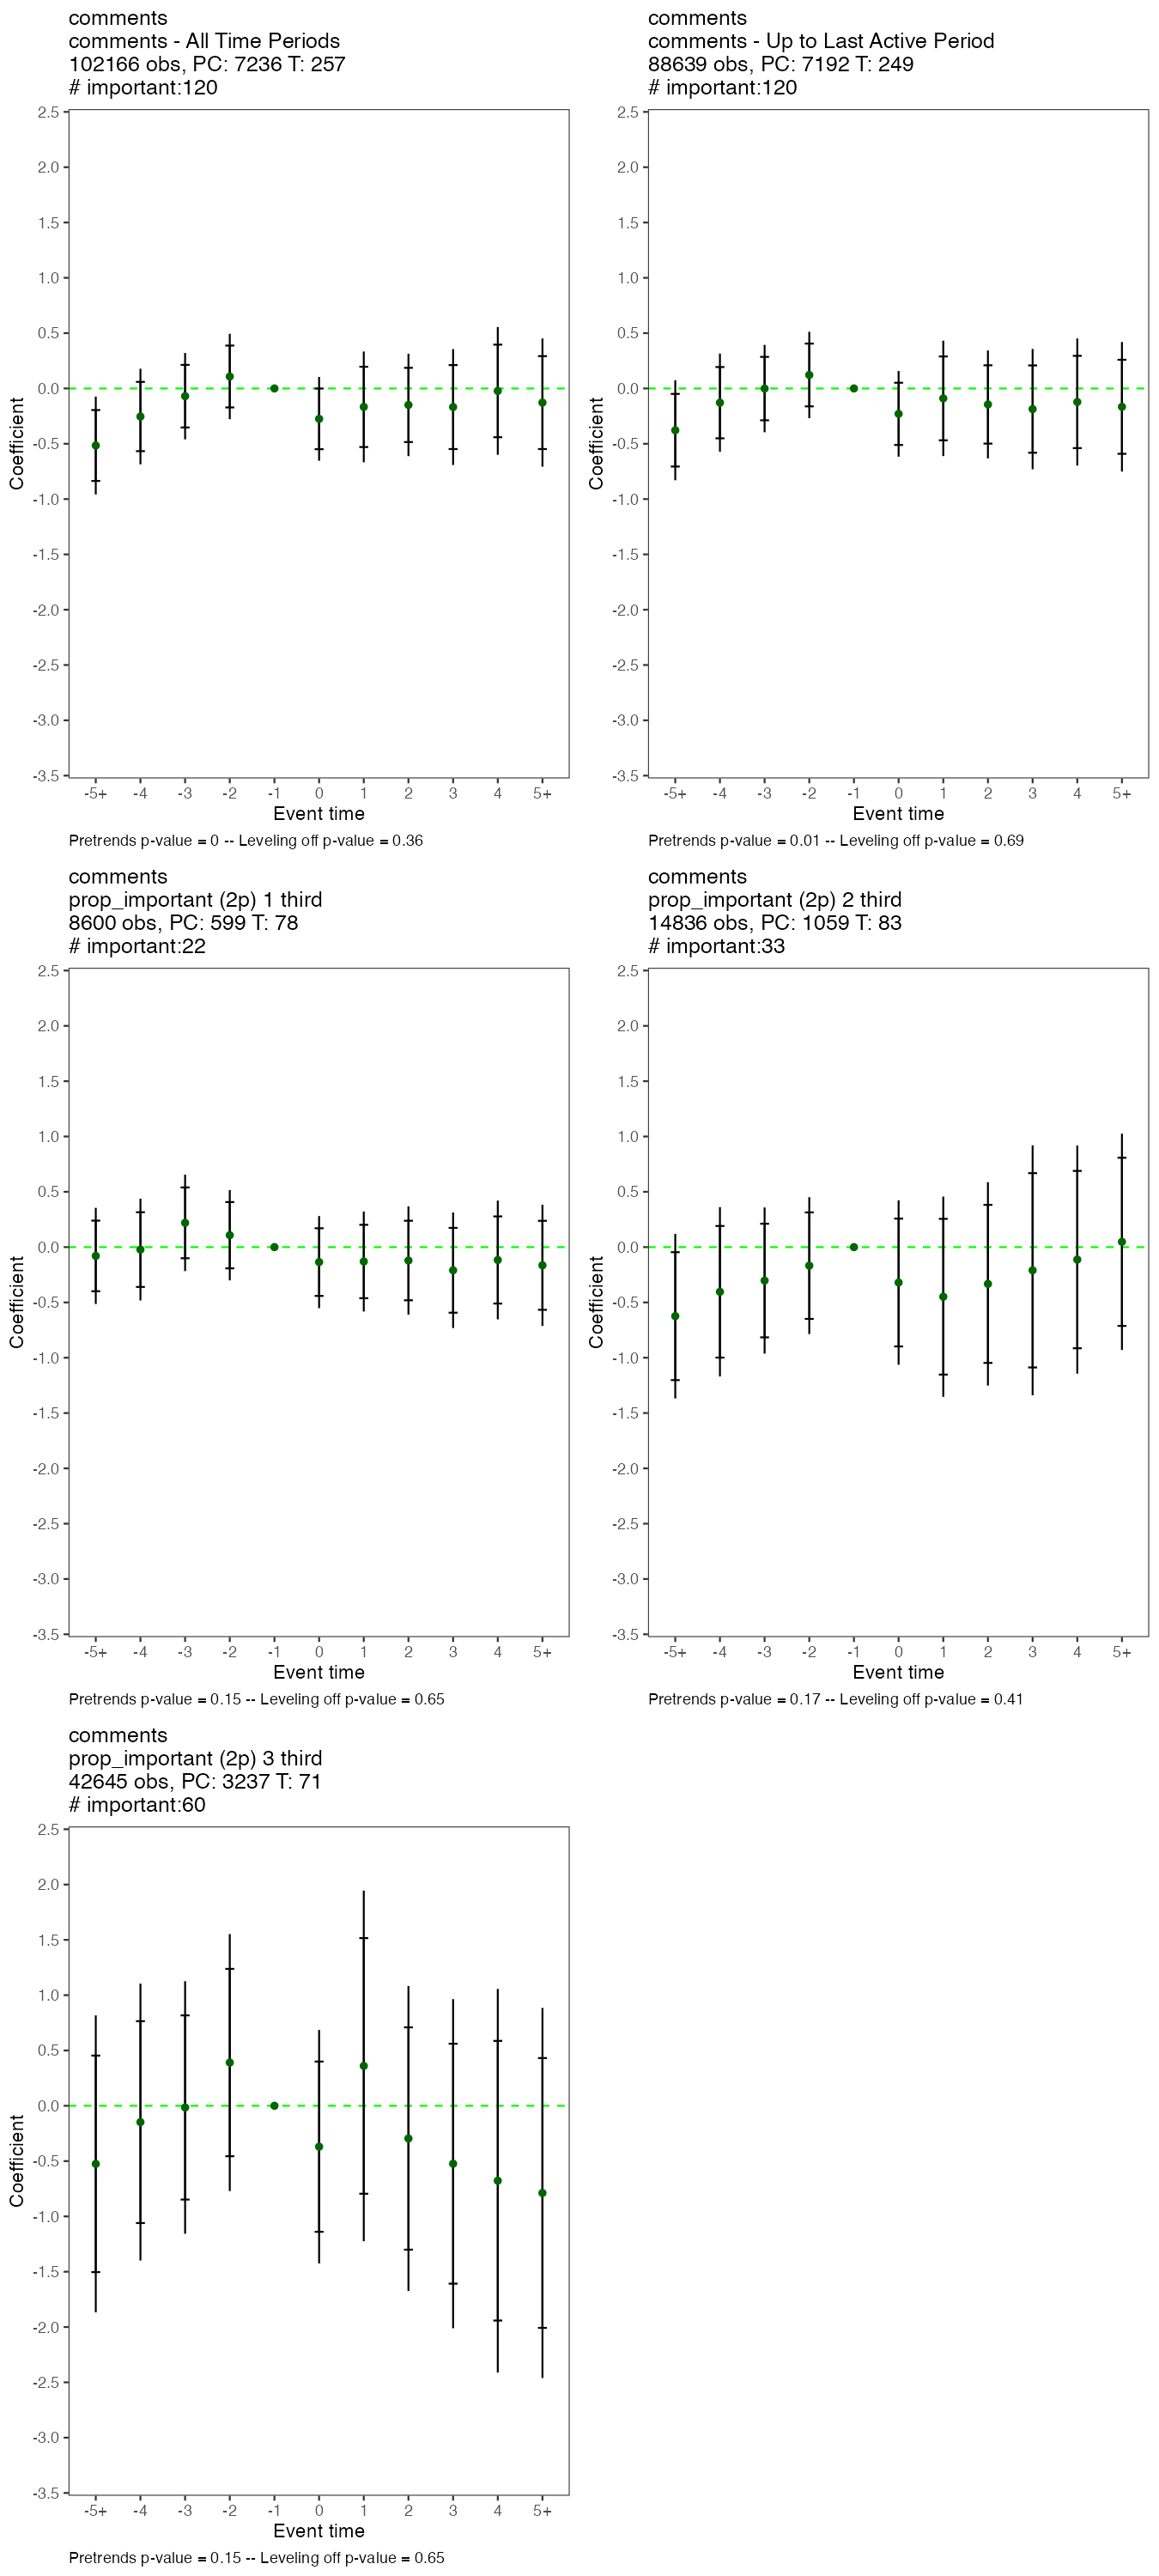 comments
comments - All Time Periods
102166 obs, PC: 7236 T: 257
# important:120
2.5
2.0
1.5
1.0
0.5
0.0
-0.5
-1.0
-1.5
-2.0
-2.5
-3.0
-3.5
Coefficient
-5+ -4 -3 -2 -1 0 1 2 3 4 5+
Event time
Pretrends p-value = 0 -- Leveling off p-value = 0.36
comments
comments - Up to Last Active Period
88639 obs, PC: 7192 T: 249
# important:120
2.5
2.0
1.5
1.0
0.5
0.0
-0.5
-1.0
-1.5
-2.0
-2.5
-3.0
-3.5
Coefficient
-5+ -4 -3 -2 -1 0 1 2 3 4 5+
Event time
Pretrends p-value = 0.01 -- Leveling off p-value = 0.69
comments
prop_important (2p) 1 third
8600 obs, PC: 599 T: 78
# important:22
2.5
2.0
1.5
1.0
0.5
0.0
-0.5
-1.0
-1.5
-2.0
-2.5
-3.0
-3.5
Coefficient
-5+ -4 -3 -2 -1 0 1 2 3 4 5+
Event time
Pretrends p-value = 0.15 -- Leveling off p-value = 0.65
comments
prop_important (2p) 2 third
14836 obs, PC: 1059 T: 83
# important:33
2.5
2.0
1.5
1.0
0.5
0.0
-0.5
-1.0
-1.5
-2.0
-2.5
-3.0
-3.5
Coefficient
-5+ -4 -3 -2 -1 0 1 2 3 4 5+
Event time
Pretrends p-value = 0.17 -- Leveling off p-value = 0.41
comments
prop_important (2p) 3 third
42645 obs, PC: 3237 T: 71
# important:60
2.5
2.0
1.5
1.0
0.5
0.0
-0.5
-1.0
-1.5
-2.0
-2.5
-3.0
-3.5
Coefficient
-5+ -4 -3 -2 -1 0 1 2 3 4 5+
Event time
Pretrends p-value = 0.15 -- Leveling off p-value = 0.65